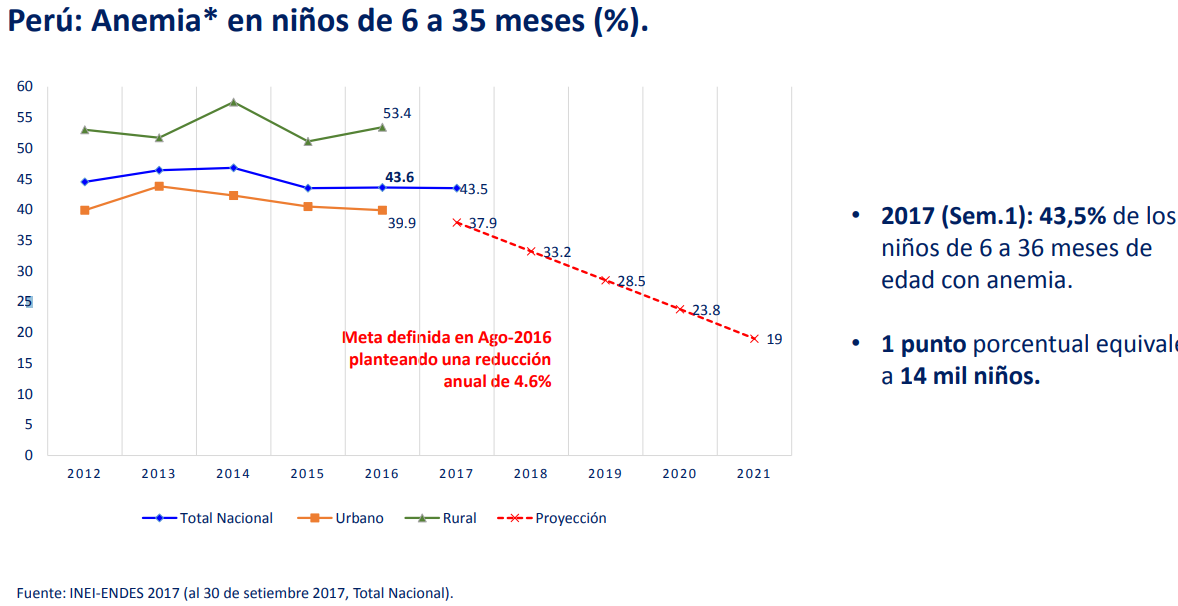 Perú: Anemia* en niños de 6 a 35 meses (%).
60
55
50
45
40
35
30
25
20
15
10
5
0
53.4
43.6
43.5
39.9
37.9
33.2
28.5
23.8
19
Meta definida en Ago-2016
planteando una reducción
anual de 4.6%
2012 2013 2014 2015 2016 2017 2018 2019 2020 2021
Total Nacional Urbano Rural Proyección
• 2017 (Sem.1): 43,5% de los
niños de 6 a 36 meses de
edad con anemia.
• 1 punto porcentual equivale
a 14 mil niños.
Fuente: INEI-ENDES 2017 (al 30 de setiembre 2017, Total Nacional).